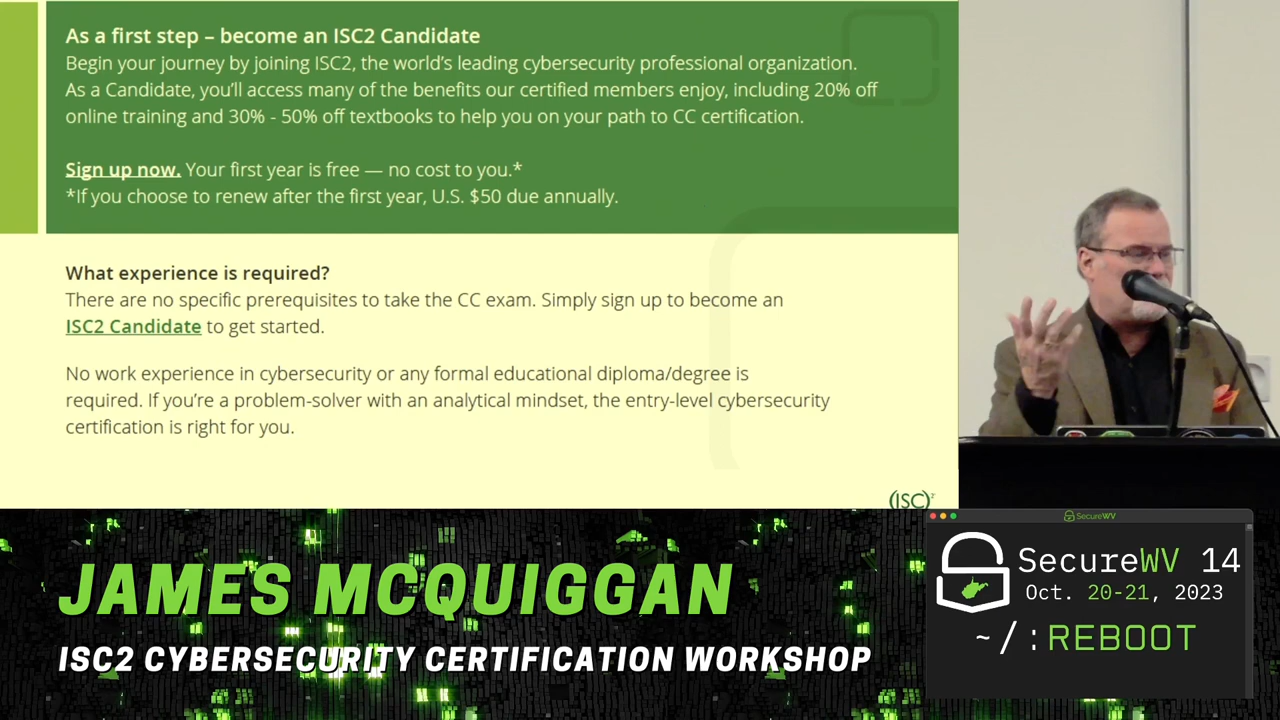 As a first step – become an ISC2 Candidate
Begin your journey by joining ISC2, the world's leading cybersecurity professional organization.
As a Candidate, you'll access many of the benefits our certified members enjoy, including 20% off
online training and 30% - 50% off textbooks to help you on your path to CC certification.
Sign up now. Your first year is free — no cost to you.*
*If you choose to renew after the first year, U.S. $50 due annually.
What experience is required?
There are no specific prerequisites to take the CC exam. Simply sign up to become an
ISC2 Candidate to get started.
No work experience in cybersecurity or any formal educational diploma/degree is
required. If you're a problem-solver with an analytical mindset, the entry-level cybersecurity
certification is right for you.
(ISC)²
JAMES MCQUIGGAN
ISC2 CYBERSECURITY CERTIFICATION WORKSHOP
SecureWV
SecureWV 14
Oct. 20-21, 2023
~/:REBOOT